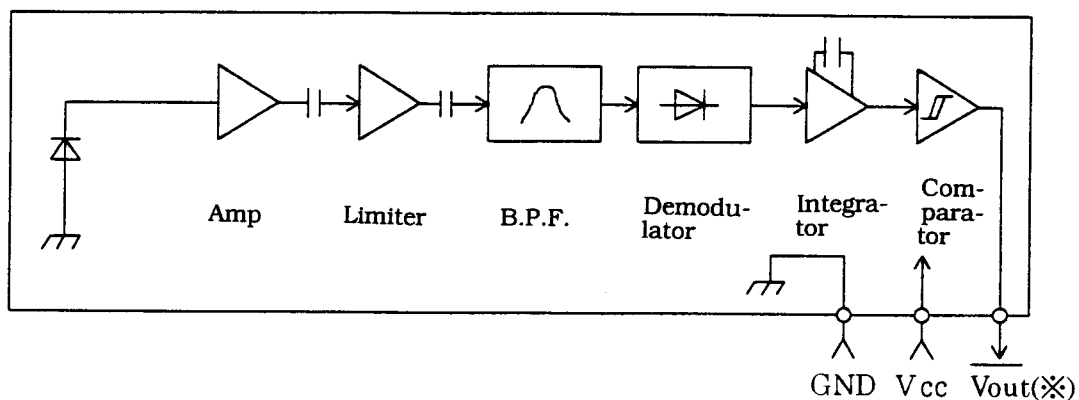 Amp
Limiter
B.P.F.
Demodu-
lator
Integra-
tor
Com-
para-
tor
GND
Vcc
Vout(※)